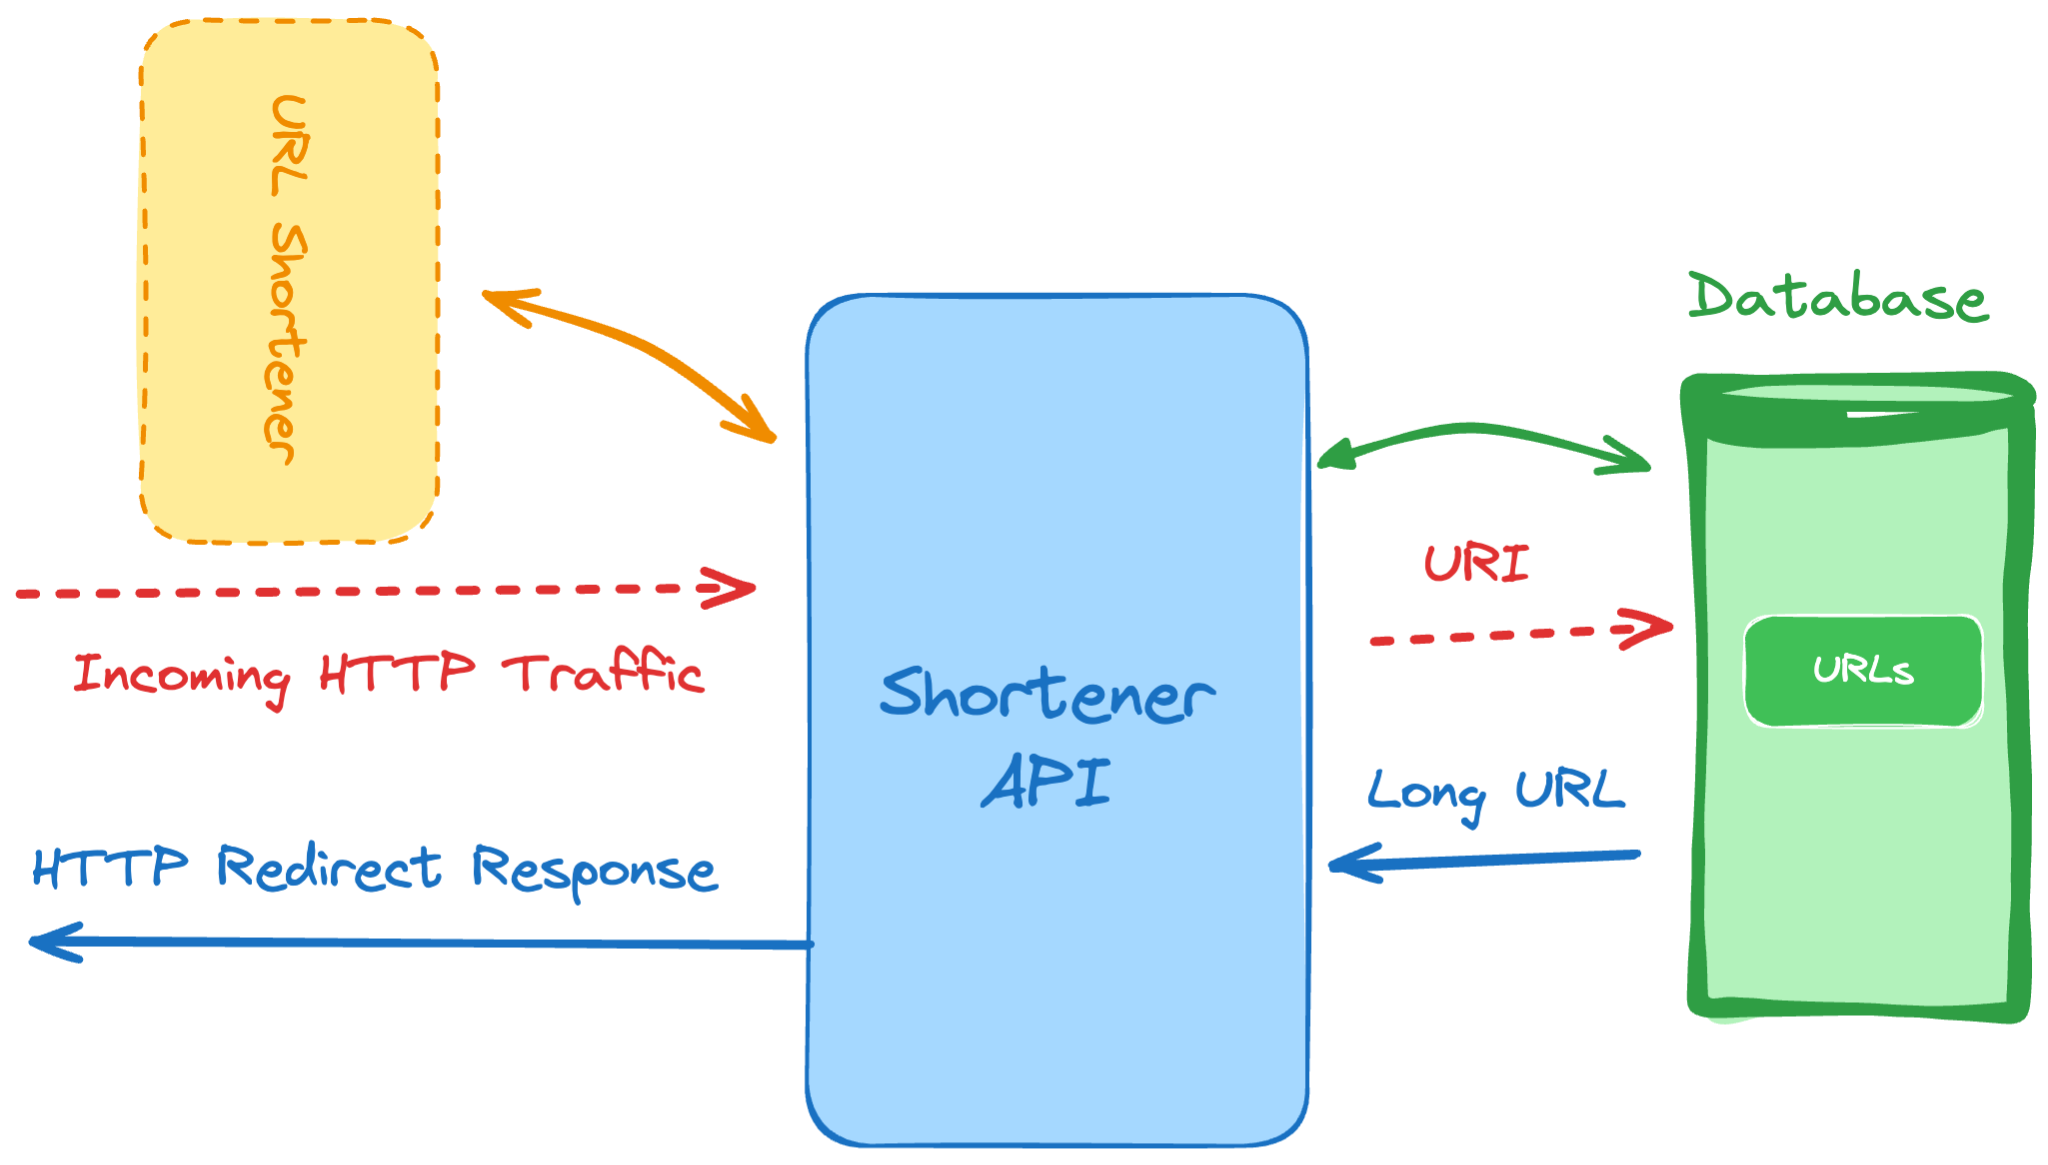 URL Shortener
Database
URI
Incoming HTTP Traffic
URLs
Shortener
API
Long URL
HTTP Redirect Response